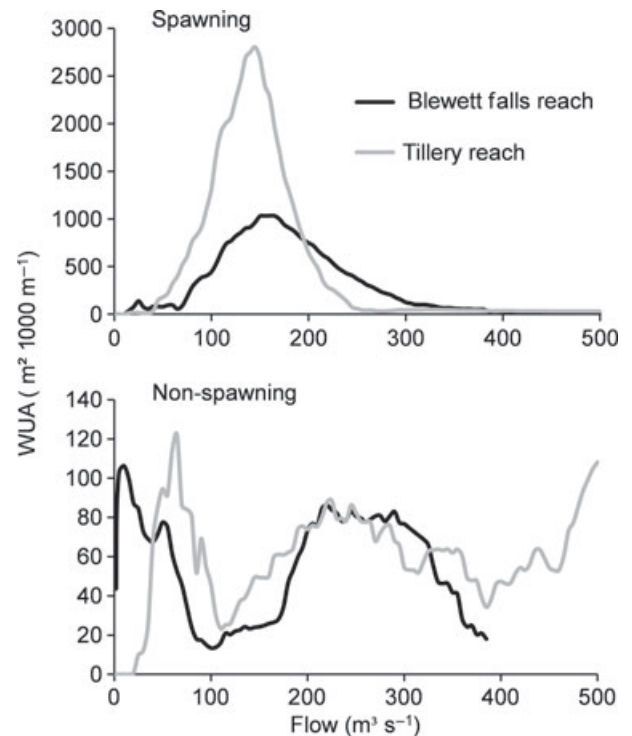 Spawning
3000
2500
2000
1500
1000
500
0
0 100 200 300 400 500
Blewett falls reach
Tillery reach
WUA ( m² 1000 m⁻¹)
Non-spawning
140
120
100
80
60
40
20
0
0 100 200 300 400 500
Flow (m³ s⁻¹)